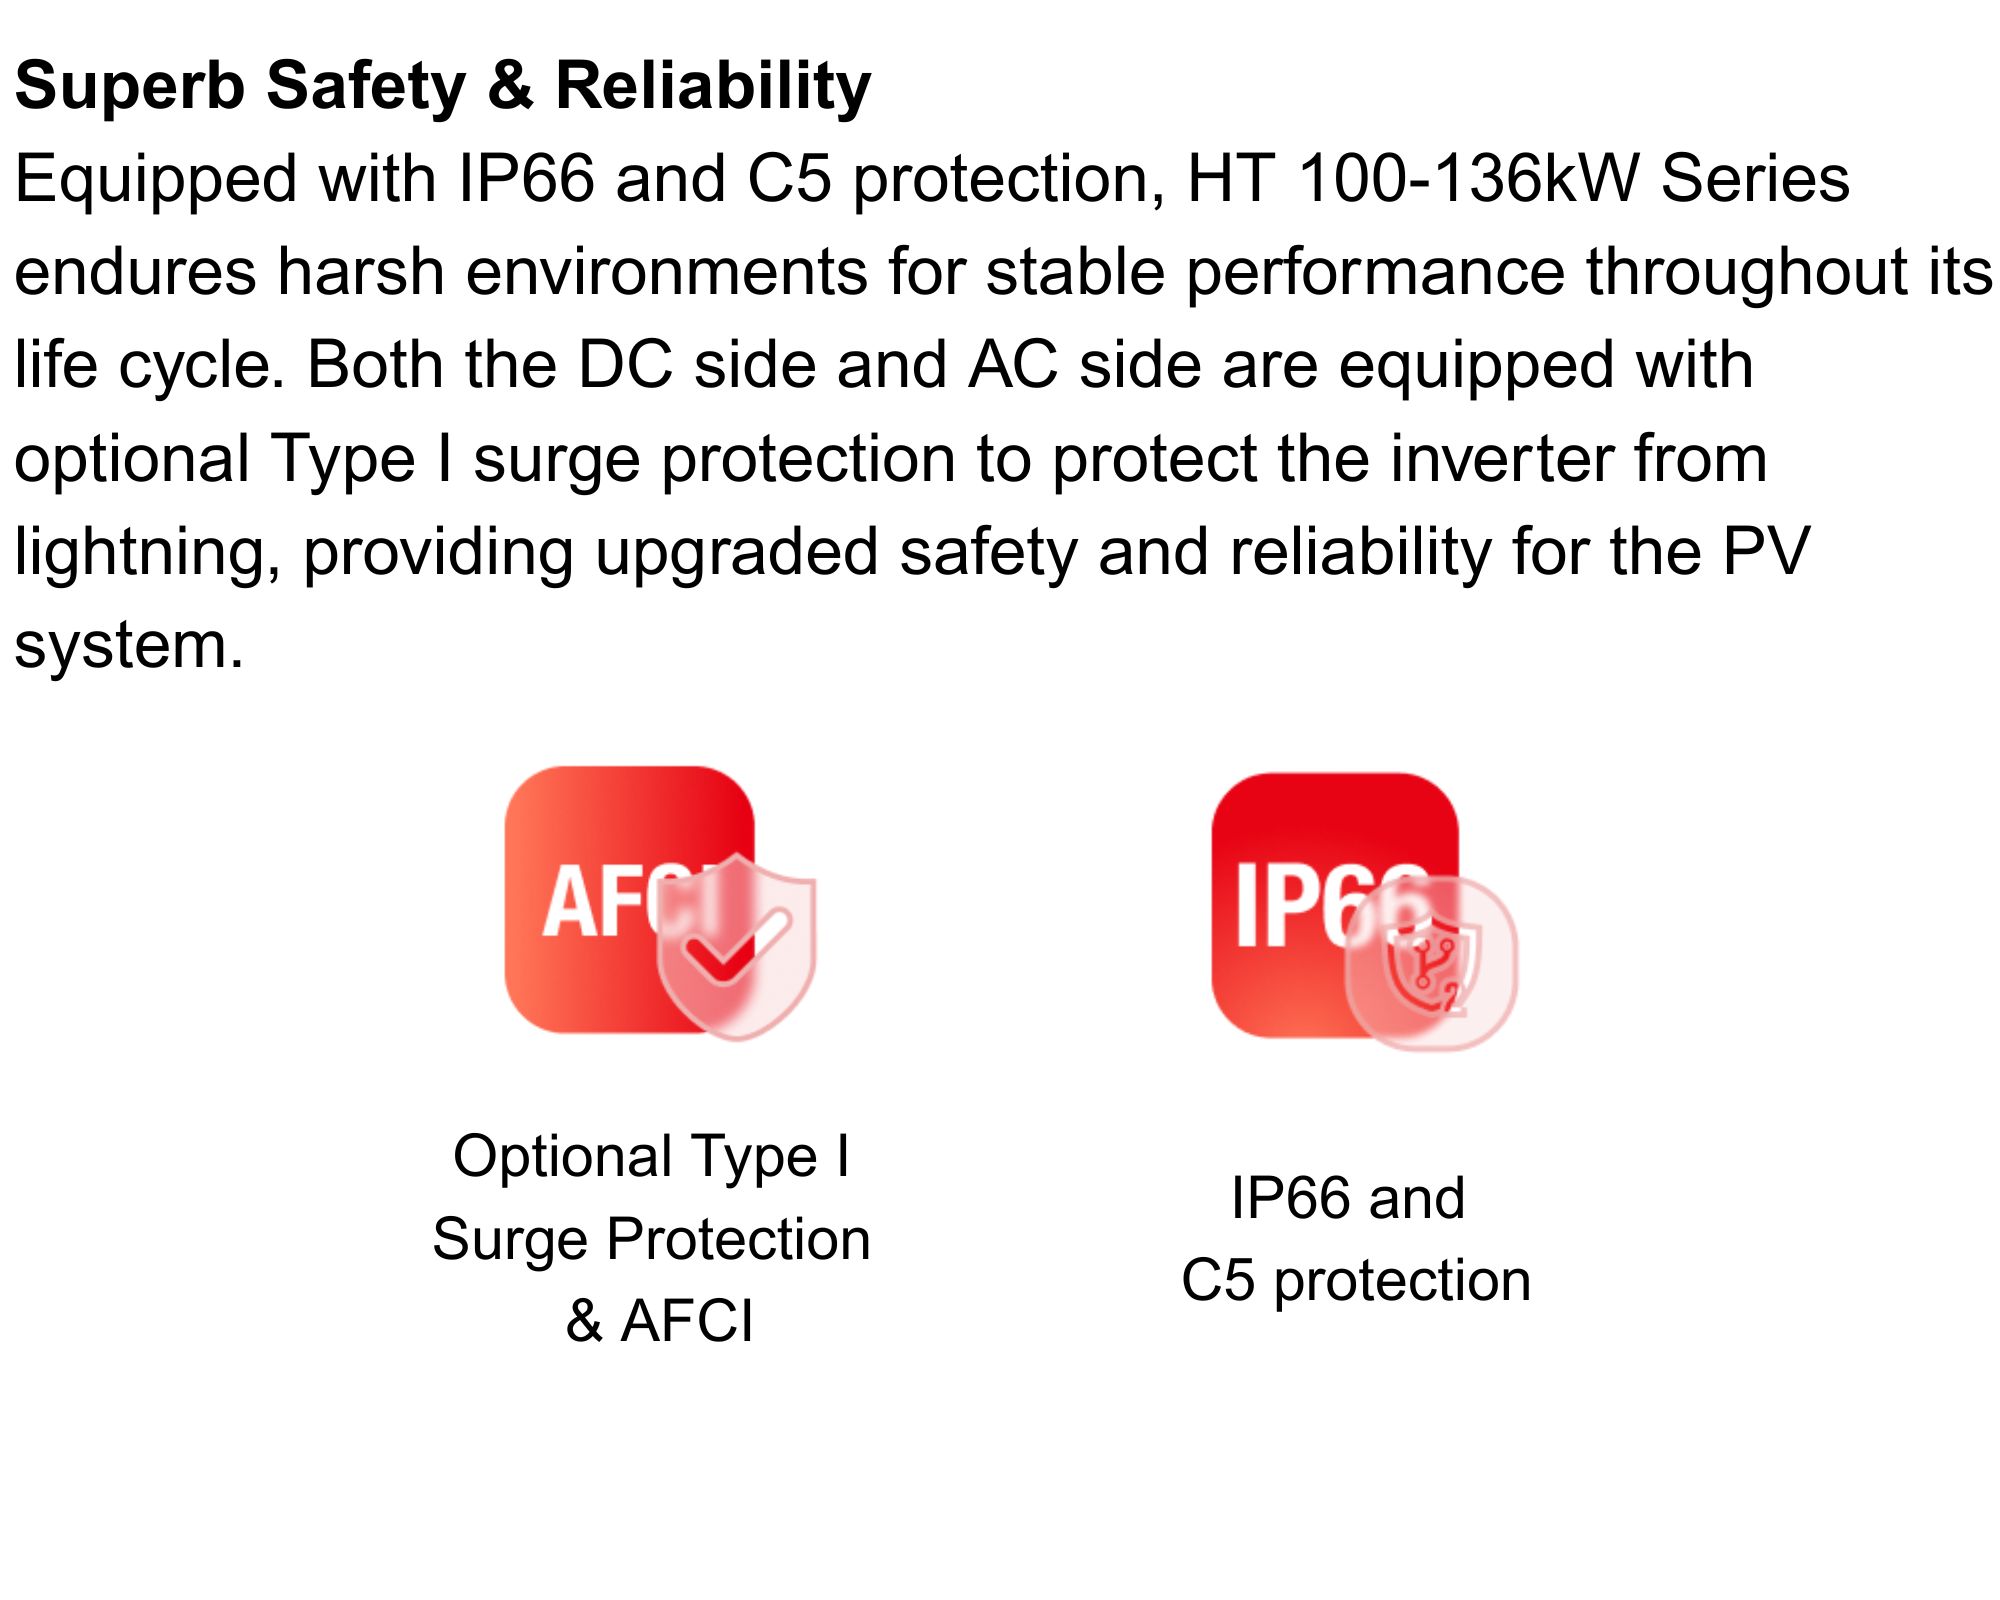 Superb Safety & Reliability
Equipped with IP66 and C5 protection, HT 100-136kW Series
endures harsh environments for stable performance throughout its
life cycle. Both the DC side and AC side are equipped with
optional Type I surge protection to protect the inverter from
lightning, providing upgraded safety and reliability for the PV
system.
AFCI
IP66
2
Optional Type I
Surge Protection
& AFCI
IP66 and
C5 protection